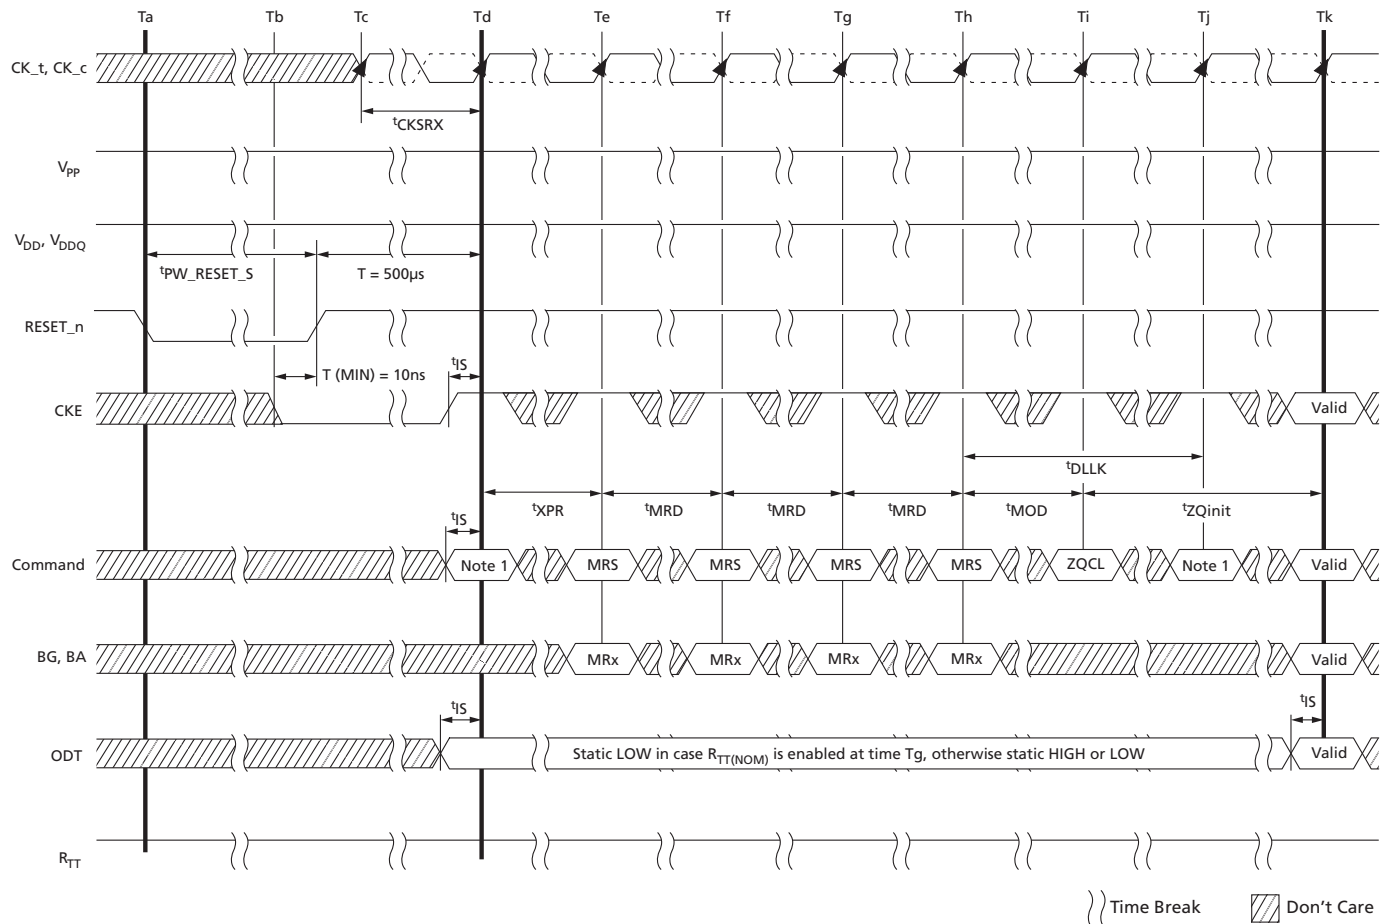 Ta Tb Tc Td Te Tf Tg Th Ti Tj Tk
CK_t, CK_c
tCKSRX
VPP
VDD, VDDQ
tPW_RESET_S T = 500µs
RESET_n
T (MIN) = 10ns tIS
CKE Valid
tDLLK
tXPR tMRD tMRD tMRD tMOD tZQinit
tIS
Command Note 1 MRS MRS MRS MRS ZQCL Note 1 Valid
BG, BA MRx MRx MRx MRx Valid
tIS tIS
ODT Static LOW in case RTT(NOM) is enabled at time Tg, otherwise static HIGH or LOW Valid
RTT
Time Break Don't Care